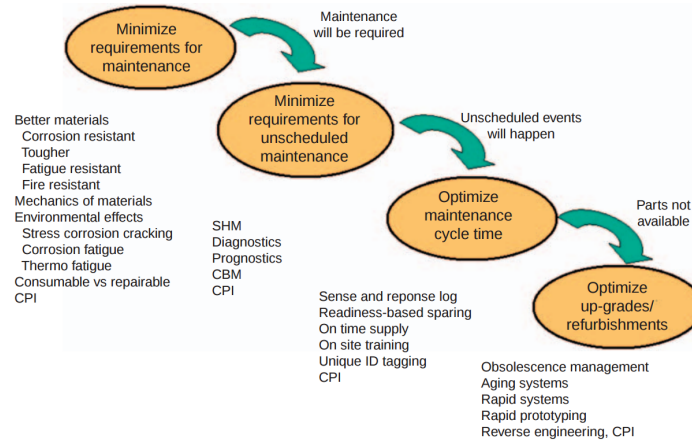 Minimize
requirements for
maintenance
Maintenance
will be required
Minimize
requirements for
unscheduled
maintenance
Unscheduled events
will happen
Optimize
maintenance
cycle time
Parts not
available
Optimize
up-grades/
refurbishments
Better materials
Corrosion resistant
Tougher
Fatigue resistant
Fire resistant
Mechanics of materials
Environmental effects
Stress corrosion cracking
Corrosion fatigue
Thermo fatigue
Consumable vs repairable
CPI
SHM
Diagnostics
Prognostics
CBM
CPI
Sense and reponse log
Readiness-based sparing
On time supply
On site training
Unique ID tagging
CPI
Obsolescence management
Aging systems
Rapid systems
Rapid prototyping
Reverse engineering, CPI